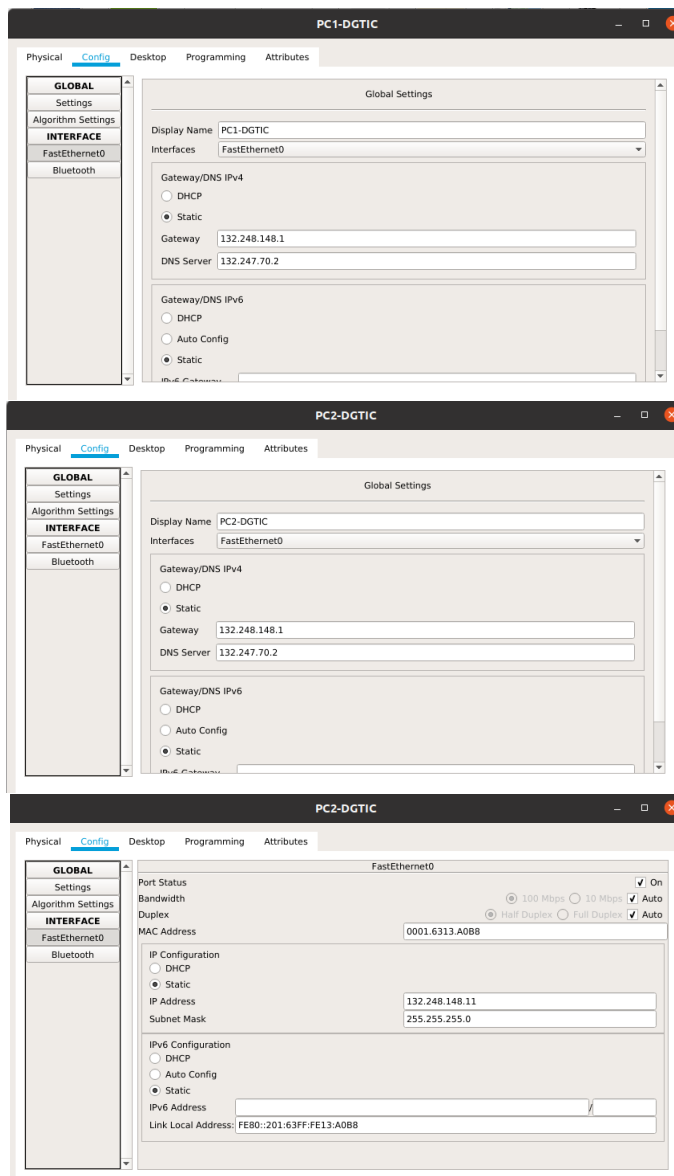 PC1-DGTIC
Physical Config Desktop Programming Attributes
GLOBAL
Settings
Algorithm Settings
INTERFACE
FastEthernet0
Bluetooth
Global Settings
Display Name PC1-DGTIC
Interfaces FastEthernet0
Gateway/DNS IPv4
DHCP
Static
Gateway 132.248.148.1
DNS Server 132.247.70.2
Gateway/DNS IPv6
DHCP
Auto Config
Static
IPv6 Gateway
PC2-DGTIC
Physical Config Desktop Programming Attributes
GLOBAL
Settings
Algorithm Settings
INTERFACE
FastEthernet0
Bluetooth
Global Settings
Display Name PC2-DGTIC
Interfaces FastEthernet0
Gateway/DNS IPv4
DHCP
Static
Gateway 132.248.148.1
DNS Server 132.247.70.2
Gateway/DNS IPv6
DHCP
Auto Config
Static
IPv6 Gateway
PC2-DGTIC
Physical Config Desktop Programming Attributes
GLOBAL
Settings
Algorithm Settings
INTERFACE
FastEthernet0
Bluetooth
FastEthernet0
Port Status On
Bandwidth 100 Mbps 10 Mbps Auto
Duplex Half Duplex Full Duplex Auto
MAC Address 0001.6313.A0B8
IP Configuration
DHCP
Static
IP Address 132.248.148.11
Subnet Mask 255.255.255.0
IPv6 Configuration
DHCP
Auto Config
Static
IPv6 Address /
Link Local Address: FE80::201:63FF:FE13:A0B8